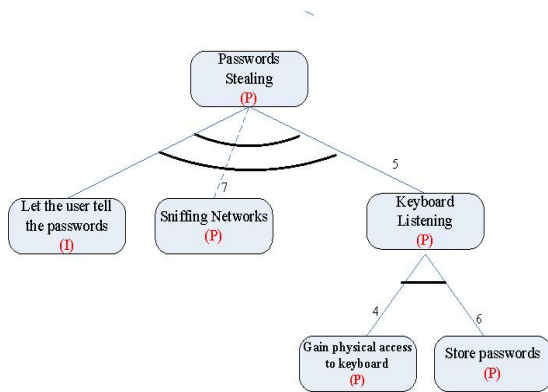 Passwords
Stealing
(P)
5
7
Let the user tell
the passwords
(I)
Sniffing Networks
(P)
Keyboard
Listening
(P)
4
6
Gain physical access
to keyboard
(P)
Store passwords
(P)